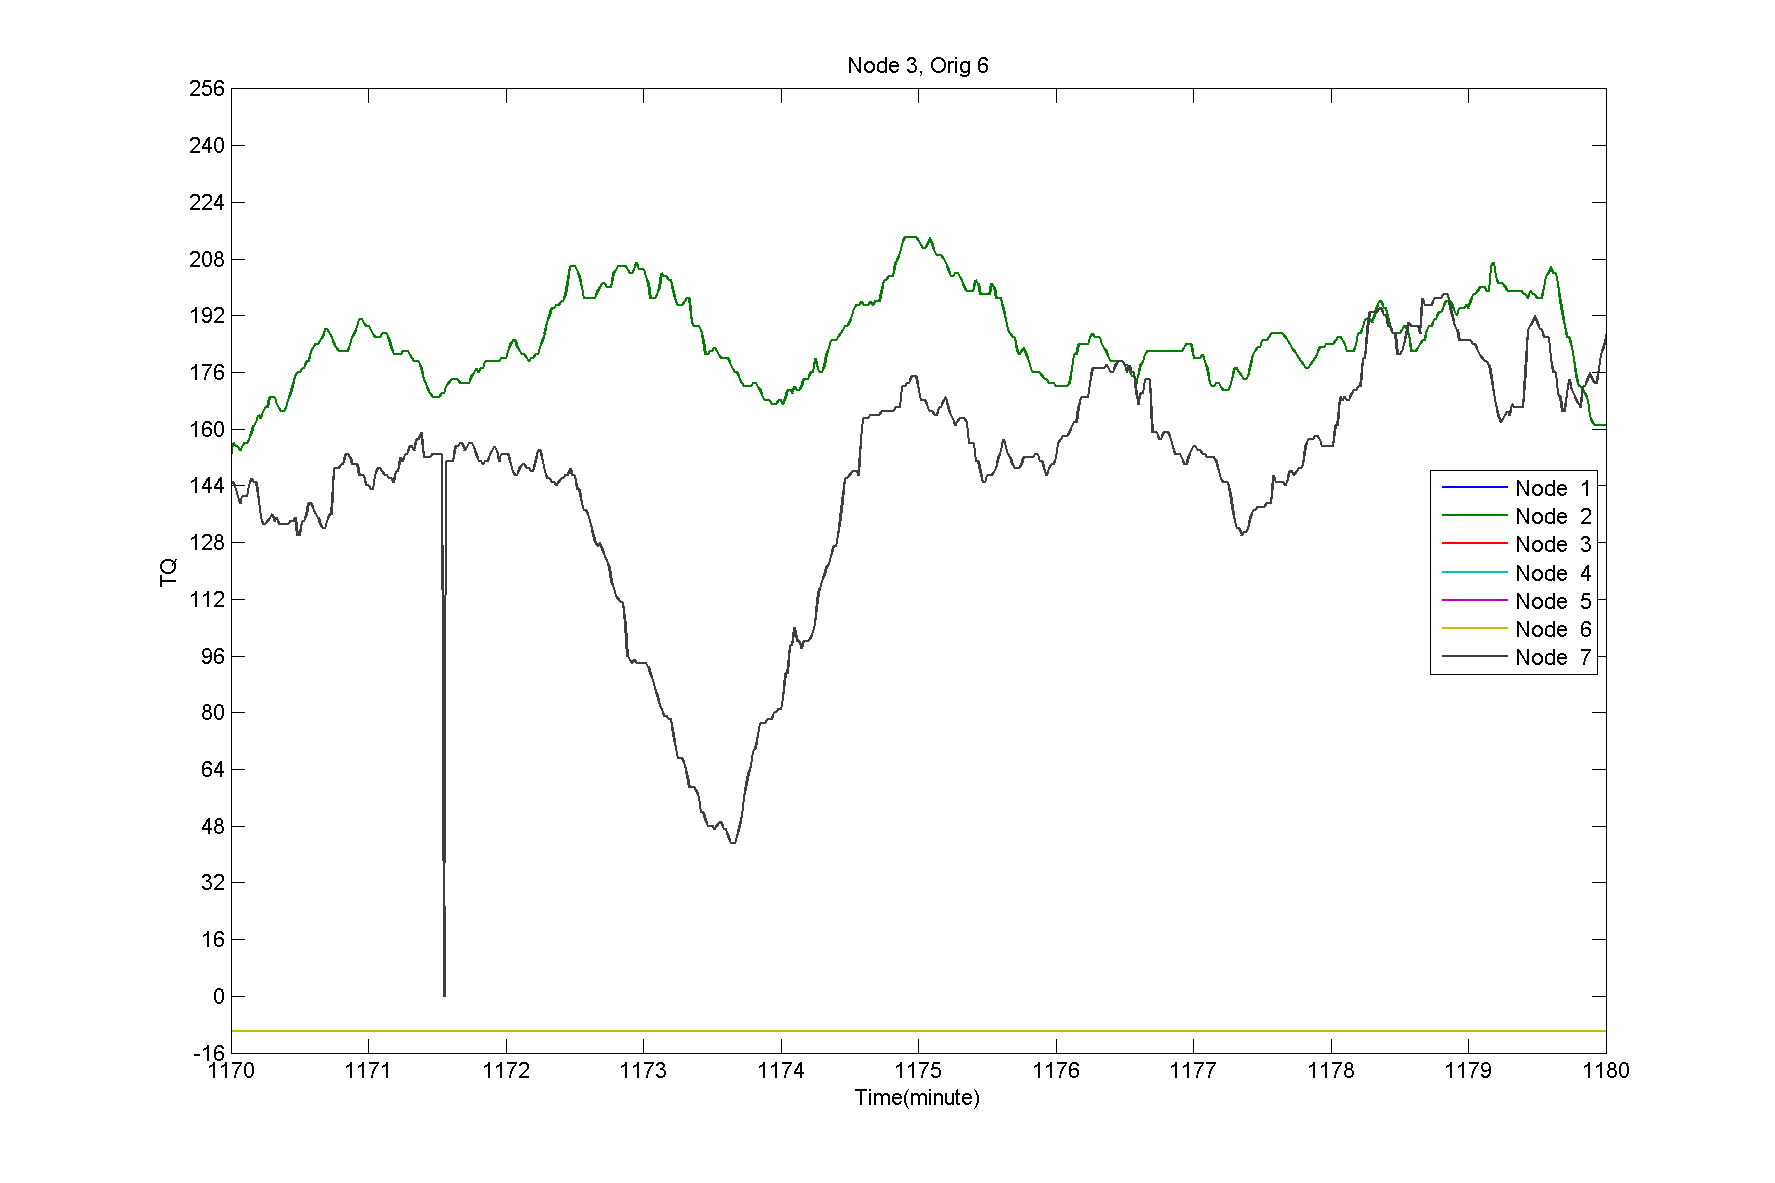 Node 3, Orig 6
256
240
224
208
192
176
160
144
128
112
96
80
64
48
32
16
0
-16
TQ
Node 1
Node 2
Node 3
Node 4
Node 5
Node 6
Node 7
1170 1171 1172 1173 1174 1175 1176 1177 1178 1179 1180
Time(minute)